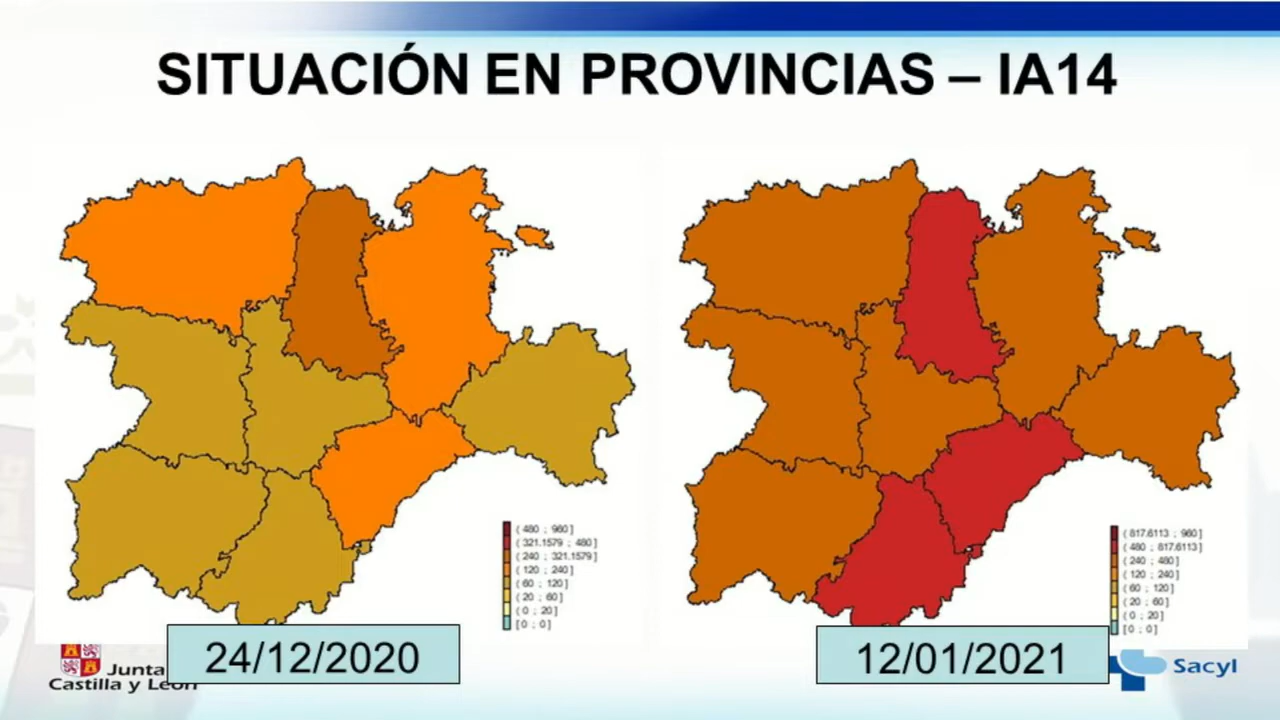 SITUACIÓN EN PROVINCIAS – IA14
( 480 ; 960 ]
( 321.1579 ; 480 ]
( 240 ; 321.1579 ]
( 120 ; 240 ]
( 60 ; 120 ]
( 20 ; 60 ]
( 0 ; 20 ]
[ 0 ; 0 ]
( 817.6113 ; 960 ]
( 480 ; 817.6113 ]
( 240 ; 480 ]
( 120 ; 240 ]
( 60 ; 120 ]
( 20 ; 60 ]
( 0 ; 20 ]
[ 0 ; 0 ]
24/12/2020
12/01/2021
Junta
Castilla y León
Sacyl